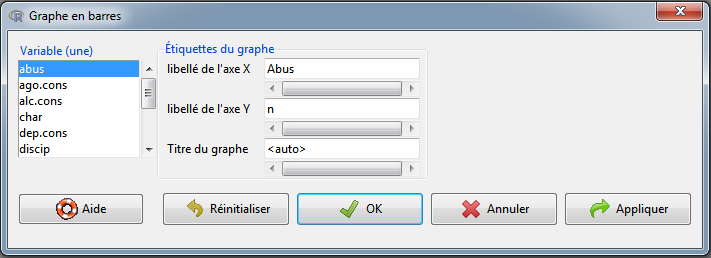 Graphe en barres
Variable (une)
abus
ago.cons
alc.cons
char
dep.cons
discip
Étiquettes du graphe
libellé de l'axe X
Abus
libellé de l'axe Y
n
Titre du graphe
<auto>
Aide
Réinitialiser
OK
Annuler
Appliquer